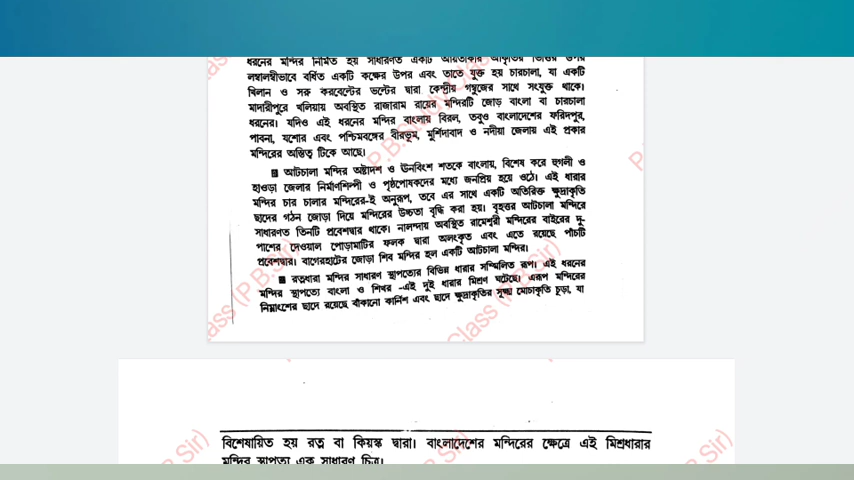 ধরনের মন্দির নির্মিত হয় সাধারণত একটি আয়তাকার আকৃতির ভিত্তির উপর
লম্বালম্বীভাবে বর্ধিত একটি কক্ষের উপর এবং তাতে যুক্ত হয় চারচালা, যা একটি
খিলান ও সরু করবেল্টের ভল্টের দ্বারা কেন্দ্রীয় গম্বুজের সাথে সংযুক্ত থাকে।
মাদারীপুরে খলিয়ায় অবস্থিত রাজারাম রায়ের মন্দিরটি জোড় বাংলা বা চারচালা
ধরনের। যদিও এই ধরনের মন্দির বাংলায় বিরল, তবুও বাংলাদেশের ফরিদপুর,
পাবনা, যশোর এবং পশ্চিমবঙ্গের বীরভূম, মুর্শিদাবাদ ও নদীয়া জেলায় এই প্রকার
মন্দিরের অস্তিত্ব টিকে আছে।
■ আটচালা মন্দির অষ্টাদশ ও ঊনবিংশ শতকে বাংলায়, বিশেষ করে হুগলী ও
হাওড়া জেলার নির্মাণশিল্পী ও পৃষ্ঠপোষকদের মধ্যে জনপ্রিয় হয়ে ওঠে। এই ধারার
মন্দির চার চালার মন্দিরের-ই অনুরূপ, তবে এর সাথে একটি অতিরিক্ত ক্ষুদ্রাকৃতি
ছাদের গঠন জোড়া দিয়ে মন্দিরের উচ্চতা বৃদ্ধি করা হয়। বৃহত্তর আটচালা মন্দিরে
সাধারণত তিনটি প্রবেশদ্বার থাকে। নালন্দায় অবস্থিত রামেশ্বরী মন্দিরের বাইরের দু-
পাশের দেওয়াল পোড়ামাটির ফলক দ্বারা অলংকৃত এবং এতে রয়েছে পাঁচটি
প্রবেশদ্বার। বাগেরহাটের জোড়া শিব মন্দির হল একটি আটচালা মন্দির।
■ রত্নধারা মন্দির সাধারণ স্থাপত্যের বিভিন্ন ধারার সম্মিলিত রূপ। এই ধরনের
মন্দির স্থাপত্যে বাংলা ও শিখর -এই দুই ধারার মিশ্রণ ঘটেছে। এরূপ মন্দিরের
নিম্নাংশের ছাদে রয়েছে বাঁকানো কার্নিশ এবং ছাদে ক্ষুদ্রাকৃতির সূক্ষ্ম মোচাকৃতি চূড়া, যা
বিশেষায়িত হয় রত্ন বা কিয়স্ক দ্বারা। বাংলাদেশের মন্দিরের ক্ষেত্রে এই মিশ্রধারার
মন্দির স্থাপত্য এক সাধারণ চিত্র।